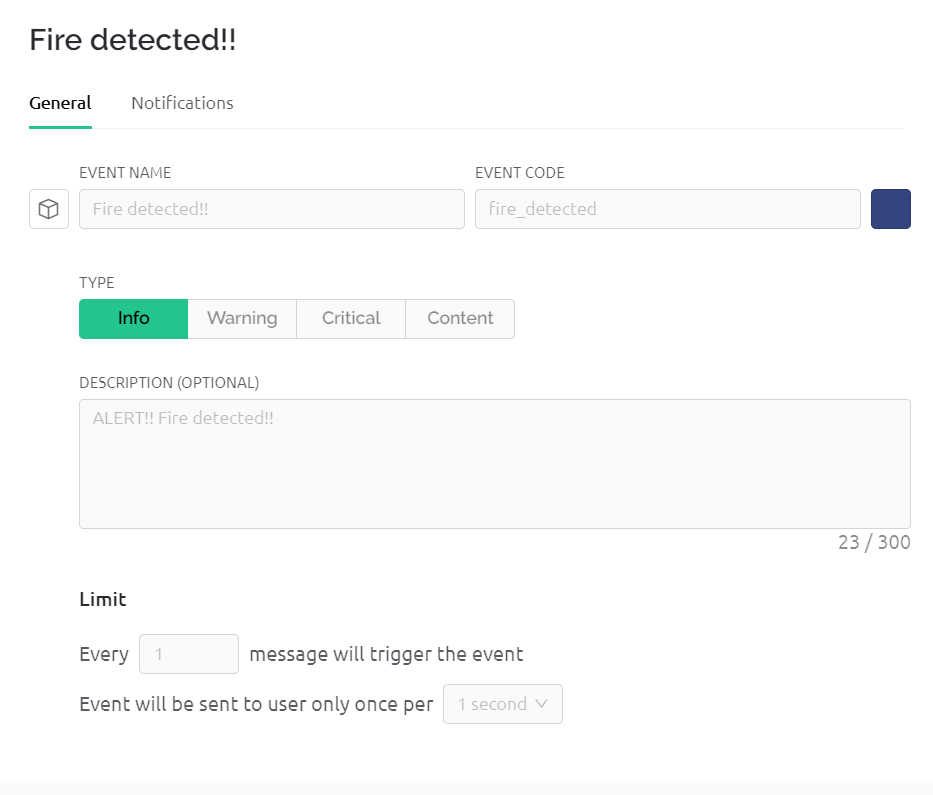 Fire detected!!
General Notifications
EVENT NAME EVENT CODE
Fire detected!! fire_detected
TYPE
Info Warning Critical Content
DESCRIPTION (OPTIONAL)
ALERT!! Fire detected!!
23 / 300
Limit
Every 1 message will trigger the event
Event will be sent to user only once per 1 second